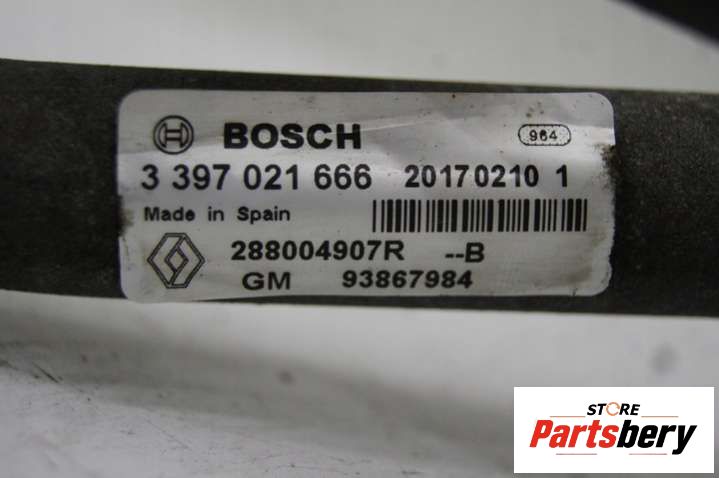 BOSCH
964
3 397 021 666 20170210 1
Made in Spain
288004907R --B
GM 93867984
STORE
Partsbery